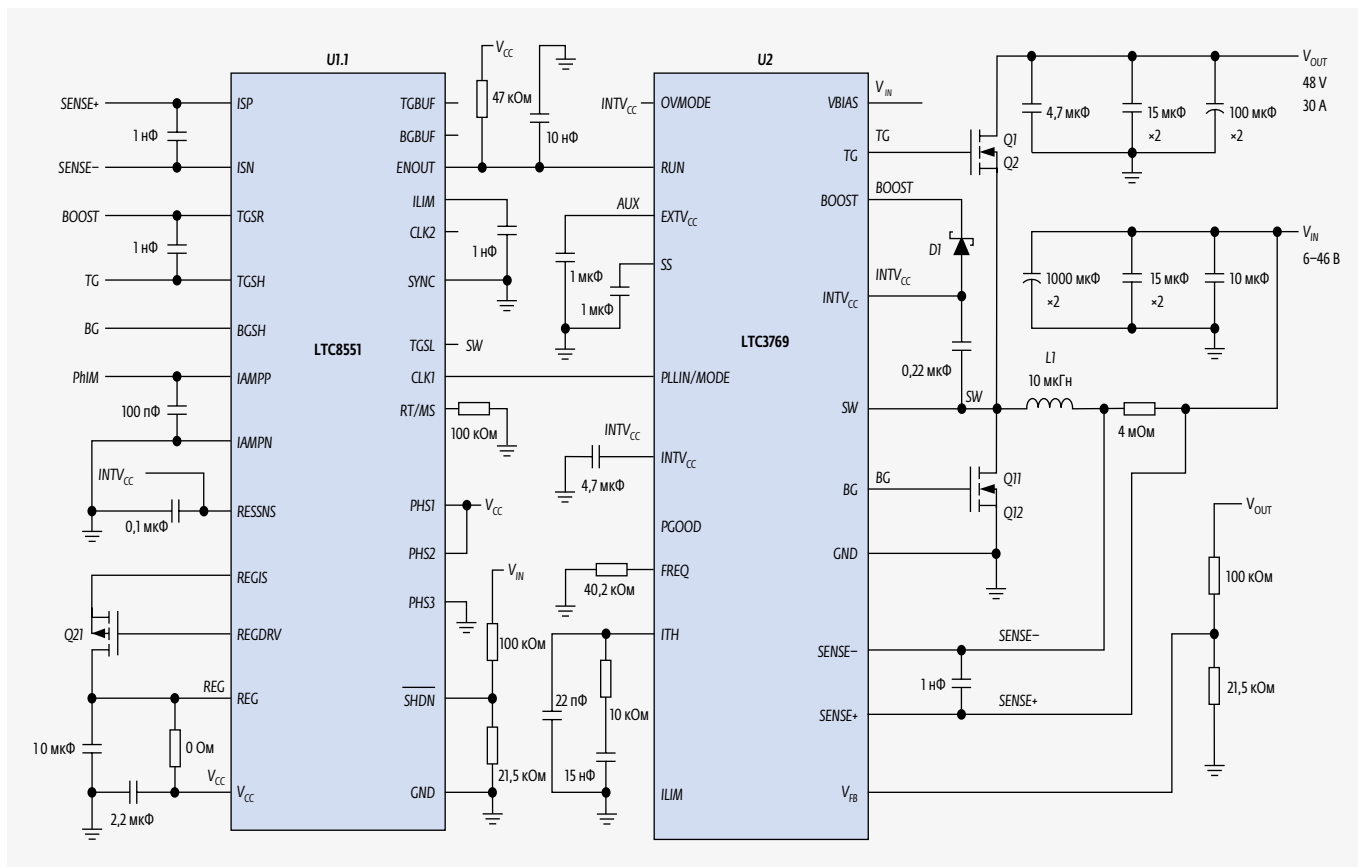 U1.1
U2
SENSE+
1 нФ
SENSE−
BOOST
1 нФ
TG
BG
PhIM
100 пФ
INTVCC
0,1 мкФ
Q21
REG
10 мкФ
0 Ом
VCC
2,2 мкФ
ISP
ISN
TGSR
TGSH
BGSH
IAMPP
IAMPN
RESSNS
REGIS
REGDRV
REG
VCC
LTC8551
TGBUF
BGBUF
ENOUT
ILIM
CLK2
SYNC
TGSL
CLK1
RT/MS
PHS1
PHS2
PHS3
SHDN
GND
VCC
47 кОм
10 нФ
1 нФ
SW
100 кОм
VCC
VIN
100 кОм
21,5 кОм
INTVCC
AUX
1 мкФ
1 мкФ
INTVCC
4,7 мкФ
40,2 кОм
22 пФ
10 кОм
15 нФ
OVMODE
RUN
EXTVCC
SS
PLLIN/MODE
INTVCC
PGOOD
FREQ
ITH
ILIM
LTC3769
VBIAS
TG
BOOST
INTVCC
SW
BG
GND
SENSE−
SENSE+
VFB
VIN
TG
BOOST
D1
INTVCC
0,22 мкФ
SW
BG
Q1
Q2
Q11
Q12
4,7 мкФ
15 мкФ
×2
100 мкФ
×2
VOUT
48 V
30 A
1000 мкФ
×2
15 мкФ
×2
10 мкФ
VIN
6–46 В
L1
10 мкГн
4 мОм
SENSE−
1 нФ
SENSE+
VOUT
100 кОм
21,5 кОм